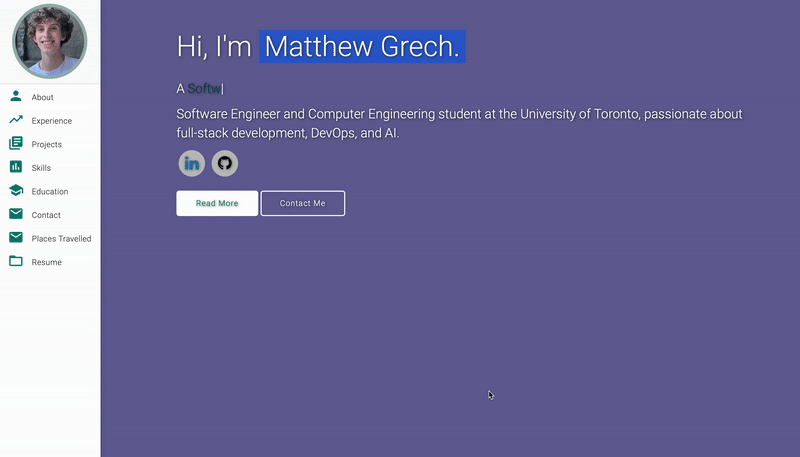 Hi, I'm Matthew Grech.
A Softw
Software Engineer and Computer Engineering student at the University of Toronto, passionate about
full-stack development, DevOps, and AI.
in
Read More
Contact Me
About
Experience
Projects
Skills
Education
Contact
Places Travelled
Resume